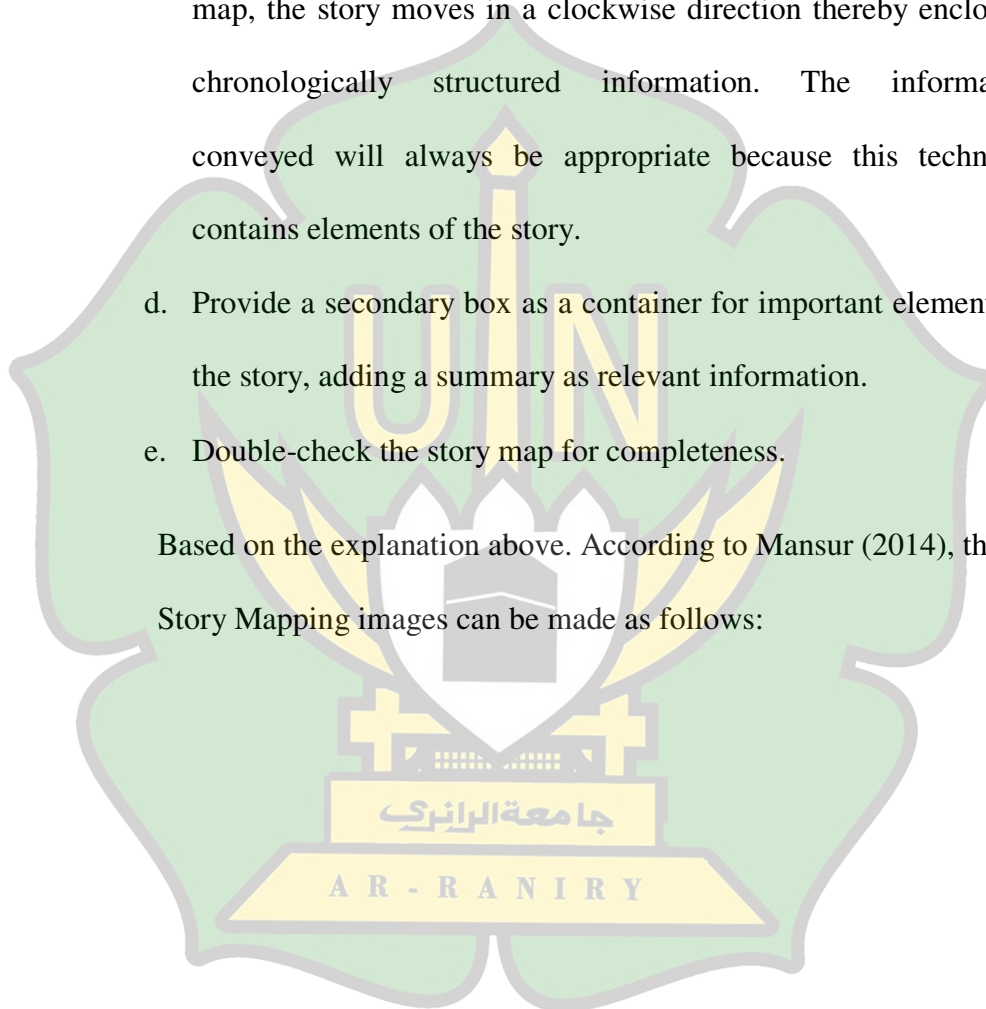 map, the story moves in a clockwise direction thereby enclo
chronologically structured information. The informa
conveyed will always be appropriate because this techn
contains elements of the story.
d. Provide a secondary box as a container for important element
the story, adding a summary as relevant information.
e. Double-check the story map for completeness.
Based on the explanation above. According to Mansur (2014), th
Story Mapping images can be made as follows:
UIN
جامعة الرانري
AR-RANIRY